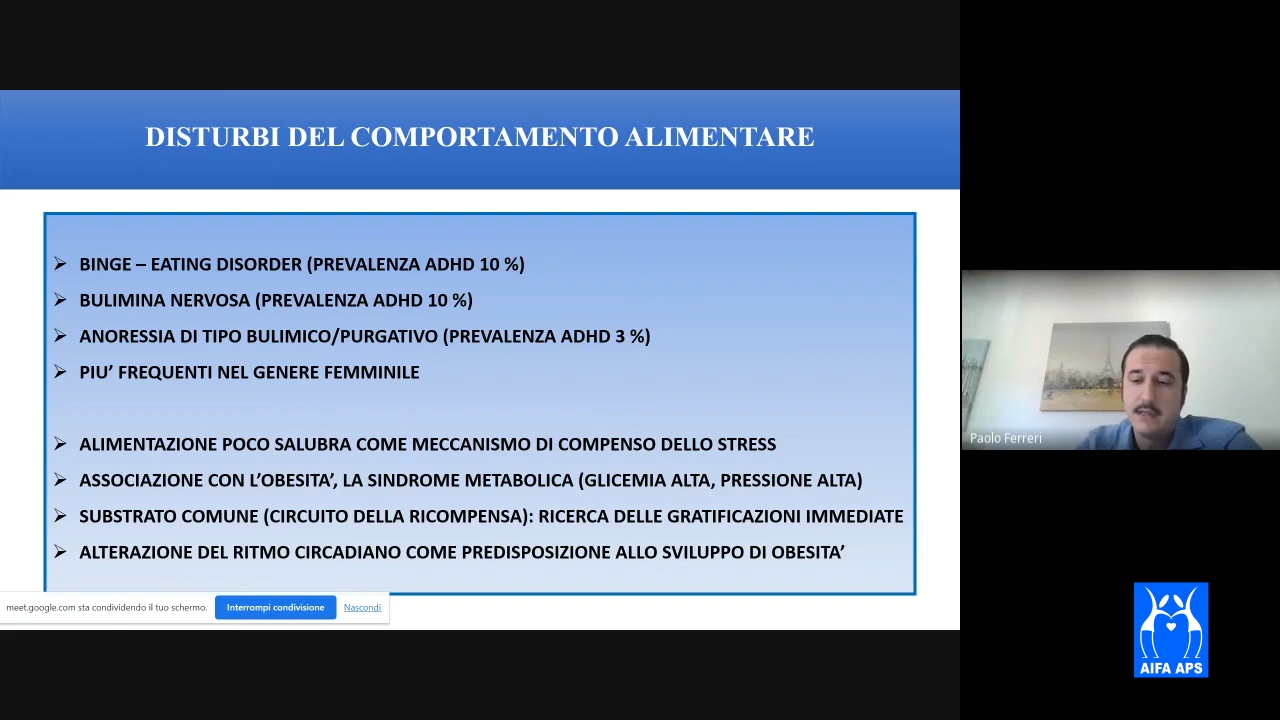 DISTURBI DEL COMPORTAMENTO ALIMENTARE
➢ BINGE – EATING DISORDER (PREVALENZA ADHD 10 %)
➢ BULIMINA NERVOSA (PREVALENZA ADHD 10 %)
➢ ANORESSIA DI TIPO BULIMICO/PURGATIVO (PREVALENZA ADHD 3 %)
➢ PIU’ FREQUENTI NEL GENERE FEMMINILE
➢ ALIMENTAZIONE POCO SALUBRA COME MECCANISMO DI COMPENSO DELLO STRESS
➢ ASSOCIAZIONE CON L’OBESITA’, LA SINDROME METABOLICA (GLICEMIA ALTA, PRESSIONE ALTA)
➢ SUBSTRATO COMUNE (CIRCUITO DELLA RICOMPENSA): RICERCA DELLE GRATIFICAZIONI IMMEDIATE
➢ ALTERAZIONE DEL RITMO CIRCADIANO COME PREDISPOSIZIONE ALLO SVILUPPO DI OBESITA’
meet.google.com sta condividendo il tuo schermo. Interrompi condivisione Nascondi
Paolo Ferreri
AIFA APS